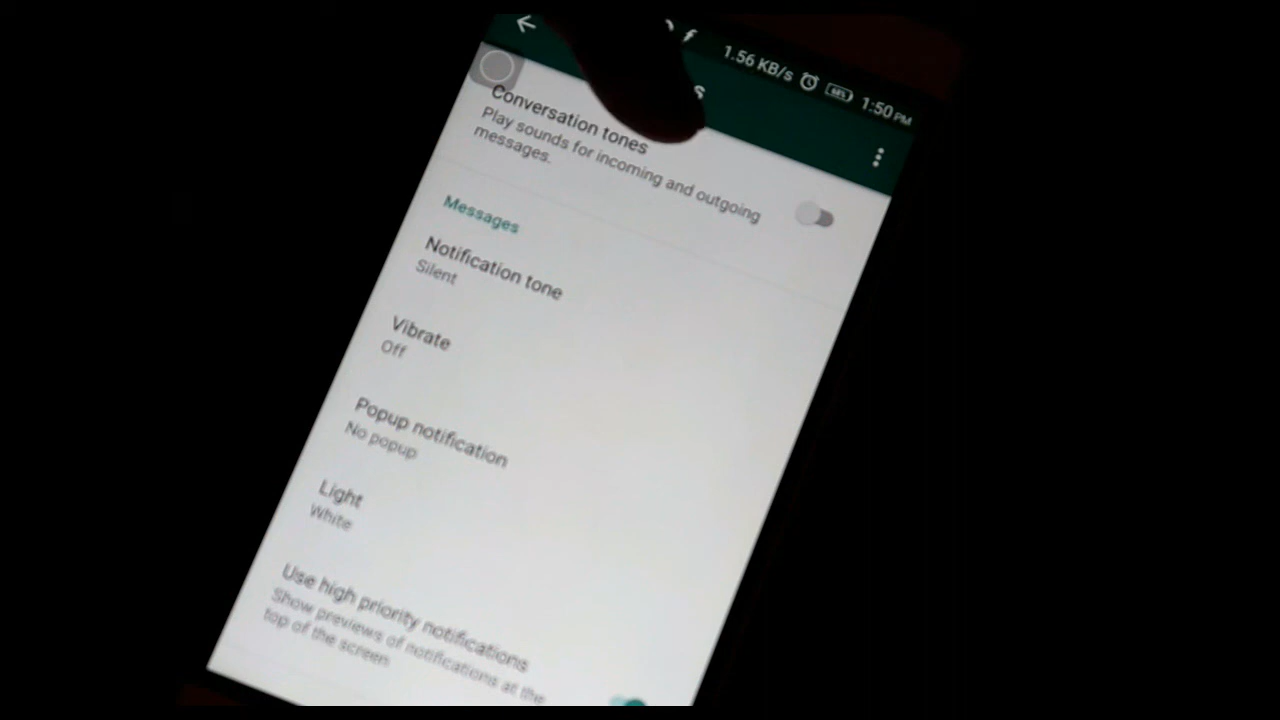 1.56 KB/s 68% 1:50 PM
s
Conversation tones
Play sounds for incoming and outgoing
messages.
Messages
Notification tone
Silent
Vibrate
Off
Popup notification
No popup
Light
White
Use high priority notifications
Show previews of notifications at the
top of the screen